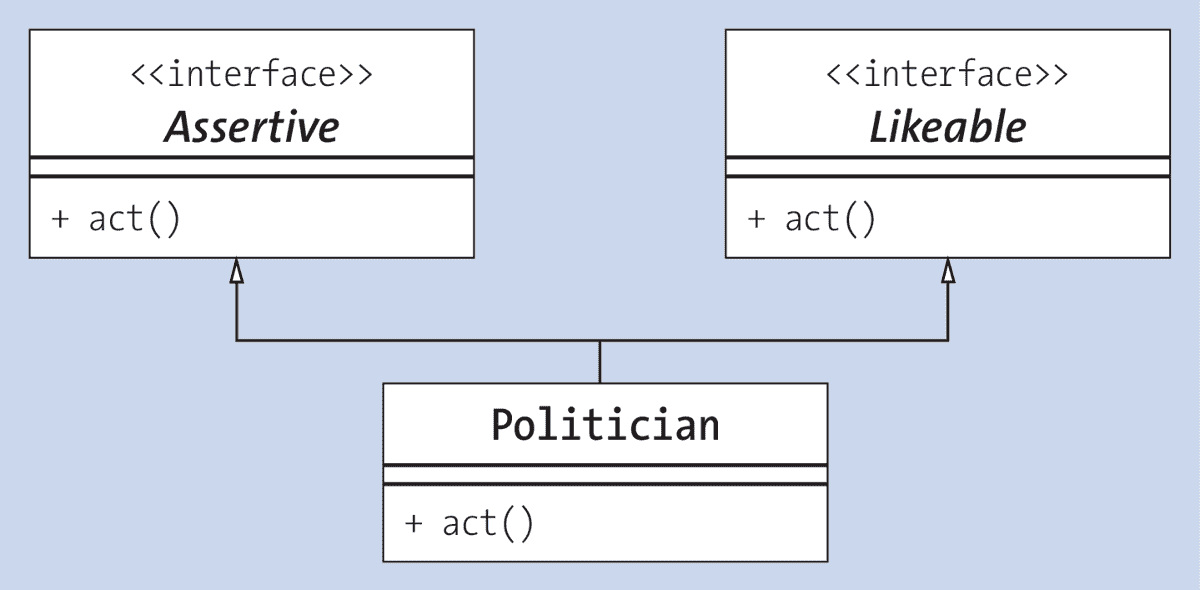 <<interface>>
Assertive
+ act()
<<interface>>
Likeable
+ act()
Politician
+ act()